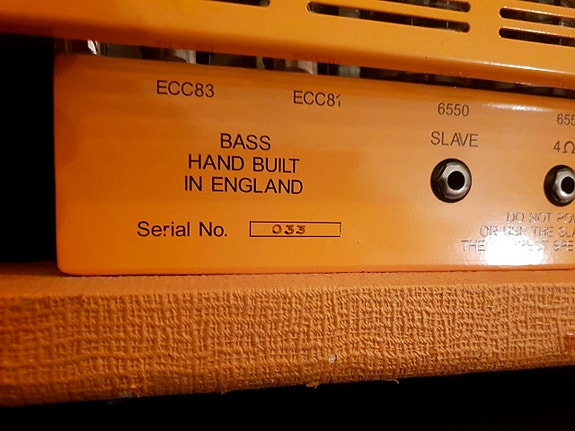 ECC83
ECC81
6550
SLAVE
4Ω
BASS
HAND BUILT
IN ENGLAND
Serial No. 033
DO NOT
OR USE THE
THE